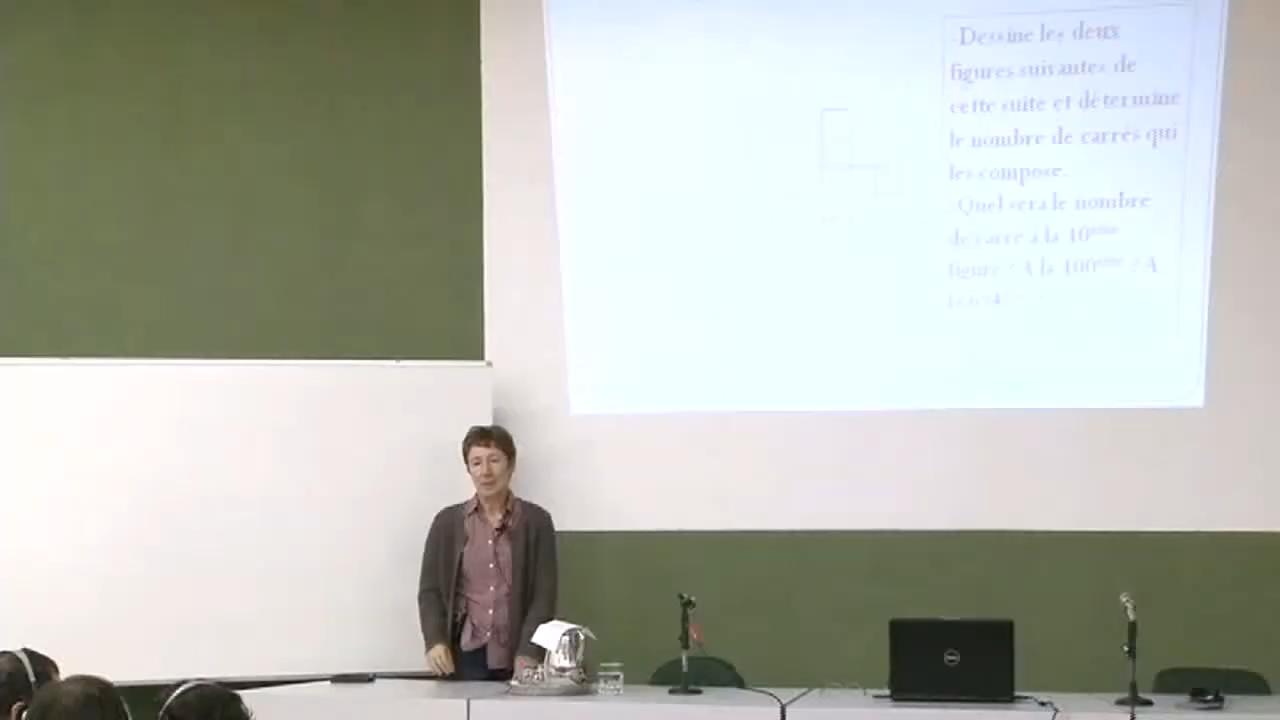 -Dessine les deux
figures suivantes de
cette suite et détermine
le nombre de carrés qui
les compose.
-Quel sera le nombre
de carré à la 10ème
figure ? A la 100ème ? A
DELL